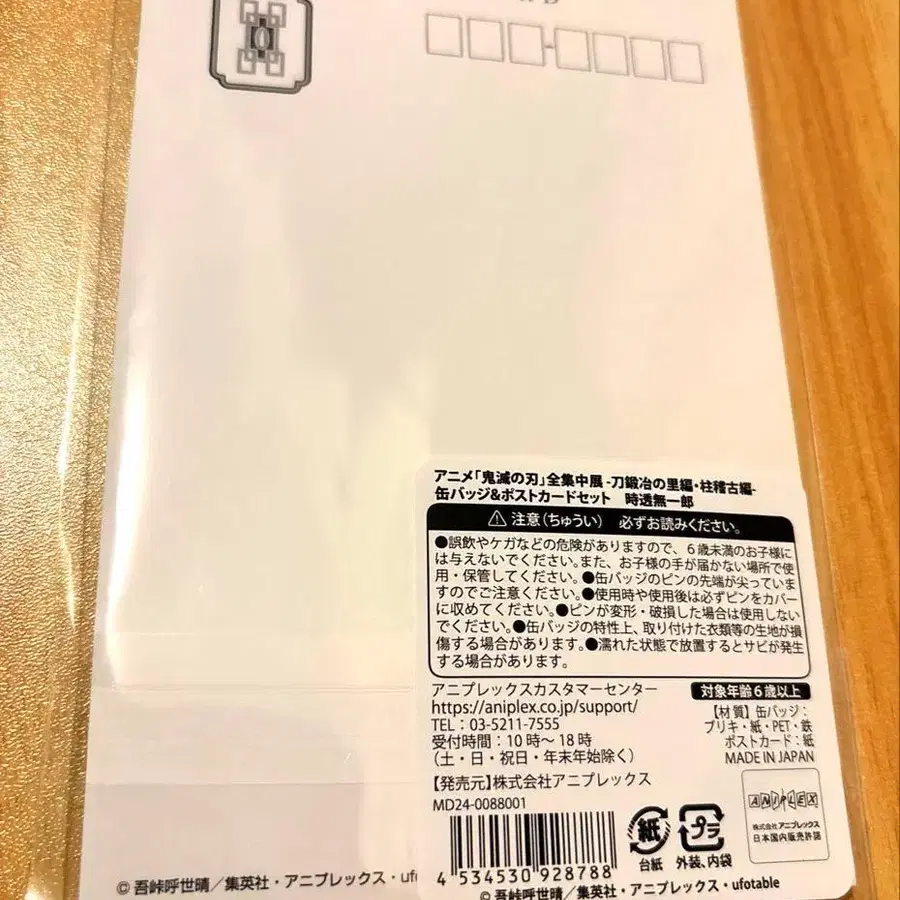 アニメ「鬼滅の刃」全集中展 -刀鍛冶の里編・柱稽古編-
缶バッジ&ポストカードセット 時透無一郎
注意(ちゅうい) 必ずお読みください。
●誤飲やケガなどの危険がありますので、6歳未満のお子様に
は与えないでください。また、お子様の手が届かない場所で使
用・保管してください。●缶バッジのピンの先端が尖っていま
すのでご注意ください。●使用時や使用後は必ずピンをカバー
に収めてください。●ピンが変形・破損した場合は使用しない
でください。●缶バッジの特性上、取り付けた衣類等の生地が損
傷する場合があります。●濡れた状態で放置するとサビが発生
する場合があります。
アニプレックスカスタマーセンター
https://aniplex.co.jp/support/
TEL:03-5211-7555
受付時間:10時〜18時
(土・日・祝日・年末年始除く)
【発売元】株式会社アニプレックス
MD24-0088001
対象年齢6歳以上
【材質】缶バッジ:
ブリキ・紙・PET・鉄
ポストカード:紙
MADE IN JAPAN
紙
台紙
プラ
外装、内袋
ANIPLEX
株式会社アニプレックス
日本国内販売許諾
4 534530 928788
©吾峠呼世晴/集英社・アニプレックス・ufotable
©吾峠呼世晴/集英社・アニプレックス・ufo